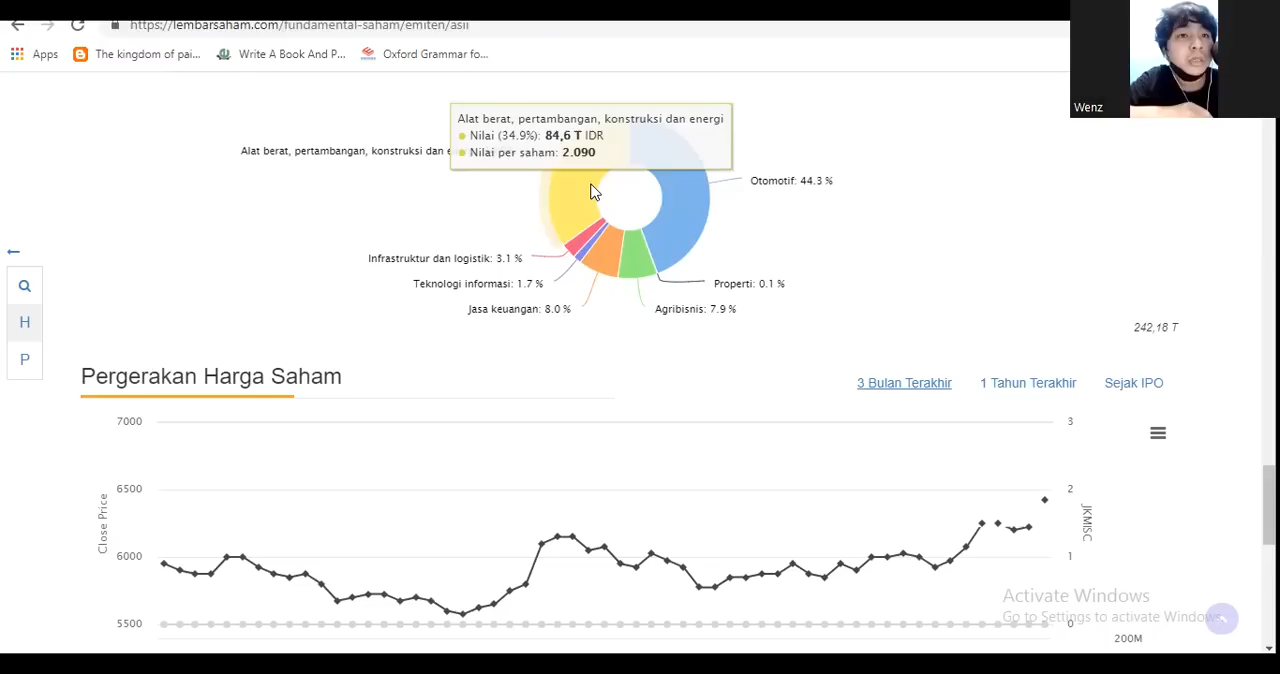 https://lembarsaham.com/fundamental-saham/emiten/asii
Apps
The kingdom of pai...
Write A Book And P...
Oxford Grammar fo...
Wenz
Alat berat, pertambangan, konstruksi dan energi
Nilai (34.9%): 84,6 T IDR
Nilai per saham: 2.090
Alat berat, pertambangan, konstruksi dan e
Otomotif: 44.3 %
Infrastruktur dan logistik: 3.1 %
Teknologi informasi: 1.7 %
Properti: 0.1 %
Jasa keuangan: 8.0 %
Agribisnis: 7.9 %
242,18 T
H
P
Pergerakan Harga Saham
3 Bulan Terakhir
1 Tahun Terakhir
Sejak IPO
7000
3
6500
2
Close Price
JKMISC
6000
1
5500
0
Activate Windows
Go to Settings to activate Windows.
200M